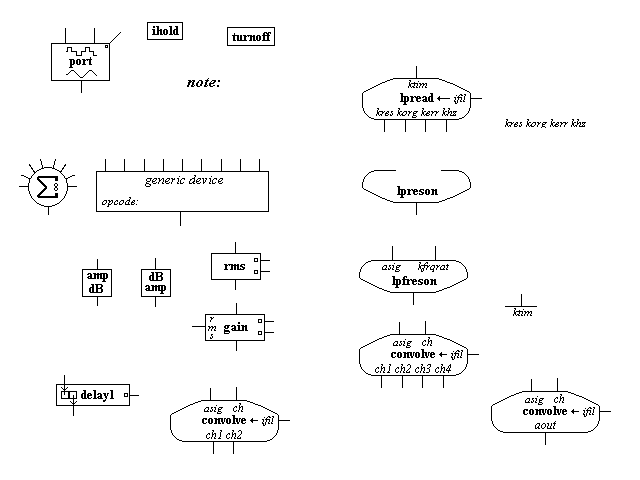 ihold
turnoff
port
note:
ktim
lpread ← ifil
kres korg kerr khz
kres korg kerr khz
Σ
generic device
opcode:
lpreson
amp
dB
dB
amp
rms
asig kfrqrat
lpfreson
ktim
r
m
s
gain
asig ch
convolve ← ifil
ch1 ch2 ch3 ch4
delay1
asig ch
convolve ← ifil
ch1 ch2
asig ch
convolve ← ifil
aout